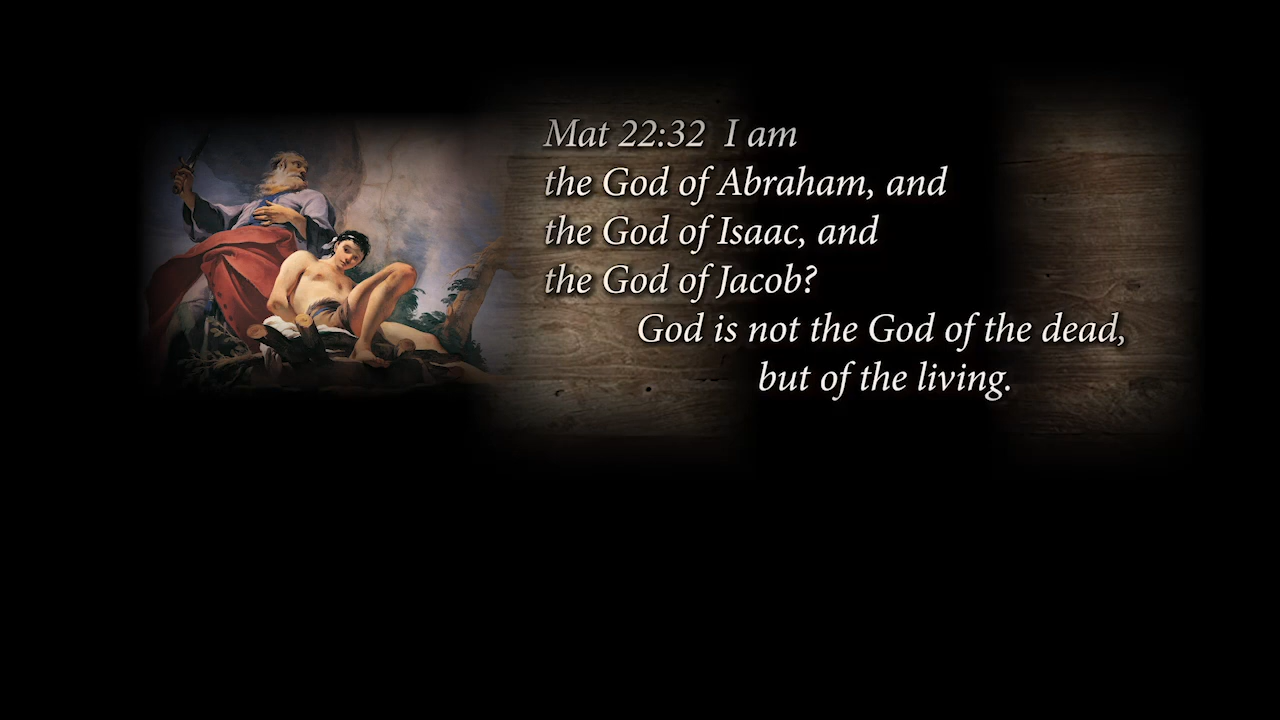 Mat 22:32 I am
the God of Abraham, and
the God of Isaac, and
the God of Jacob?
God is not the God of the dead,
but of the living.